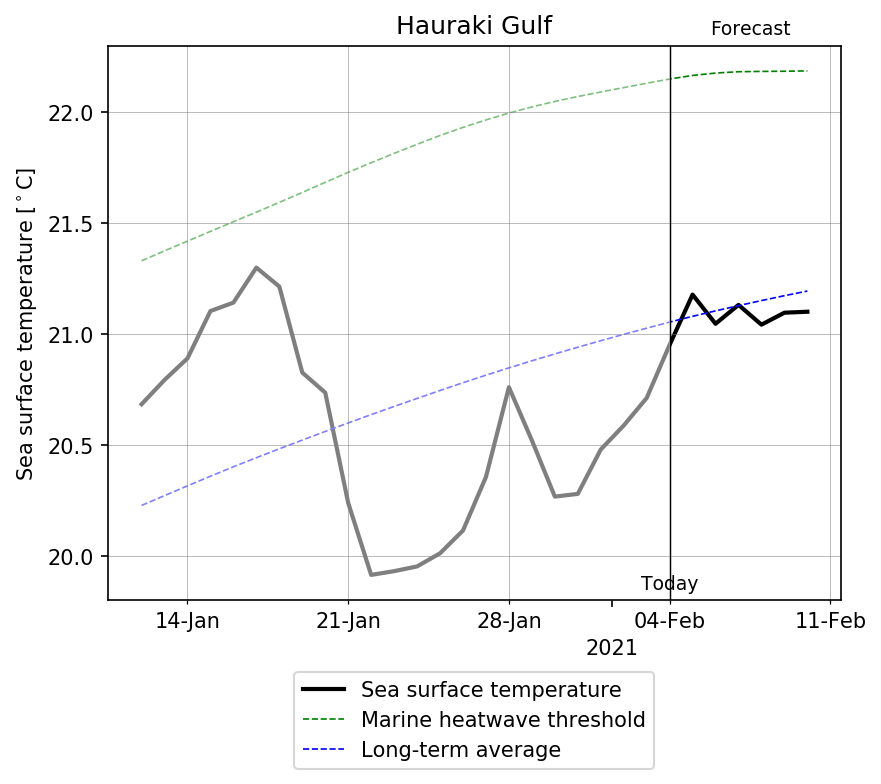 Hauraki Gulf
Forecast
Sea surface temperature [°C]
22.0
21.5
21.0
20.5
20.0
Today
14-Jan 21-Jan 28-Jan 04-Feb 11-Feb
2021
Sea surface temperature
Marine heatwave threshold
Long-term average